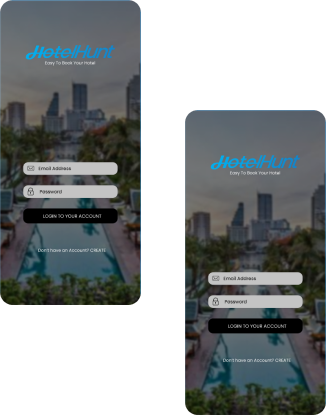 HotelHunt
Easy To Book Your Hotel
Email Address
Password
LOGIN TO YOUR ACCOUNT
Don't have an Account? CREATE
HotelHunt
Easy To Book Your Hotel
Email Address
Password
LOGIN TO YOUR ACCOUNT
Don't have an Account? CREATE